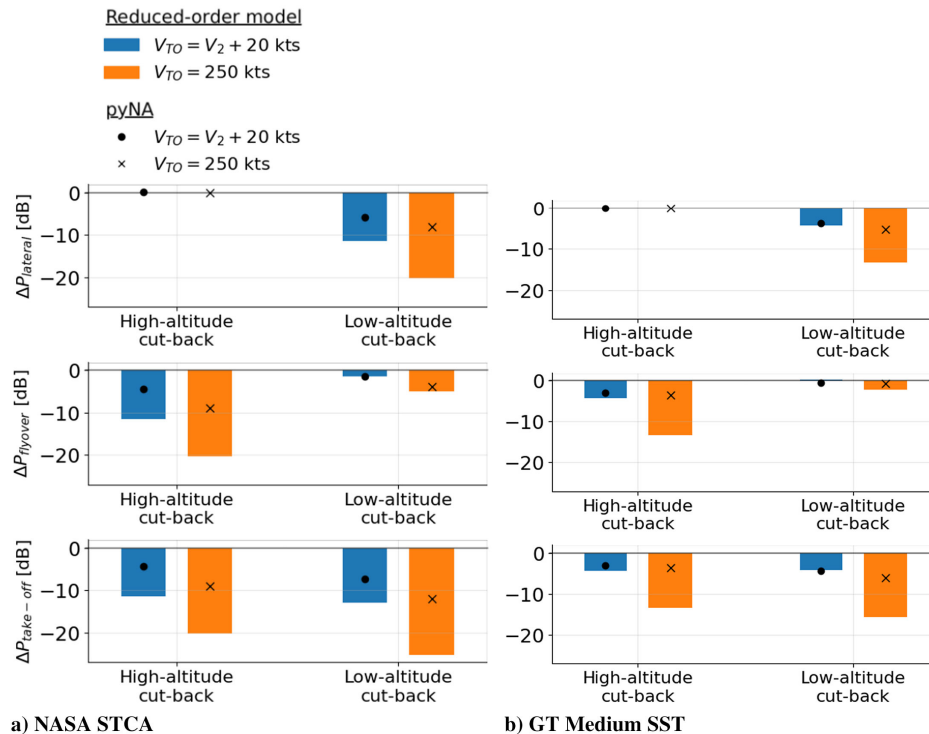 Reduced-order model
V_TO = V_2 + 20 kts
V_TO = 250 kts
pyNA
V_TO = V_2 + 20 kts
V_TO = 250 kts
ΔP_lateral [dB]
0
−10
−20
High-altitude cut-back
Low-altitude cut-back
0
−10
−20
High-altitude cut-back
Low-altitude cut-back
ΔP_flyover [dB]
0
−10
−20
High-altitude cut-back
Low-altitude cut-back
0
−10
−20
High-altitude cut-back
Low-altitude cut-back
ΔP_take−off [dB]
0
−10
−20
High-altitude cut-back
Low-altitude cut-back
0
−10
−20
High-altitude cut-back
Low-altitude cut-back
a) NASA STCA
b) GT Medium SST